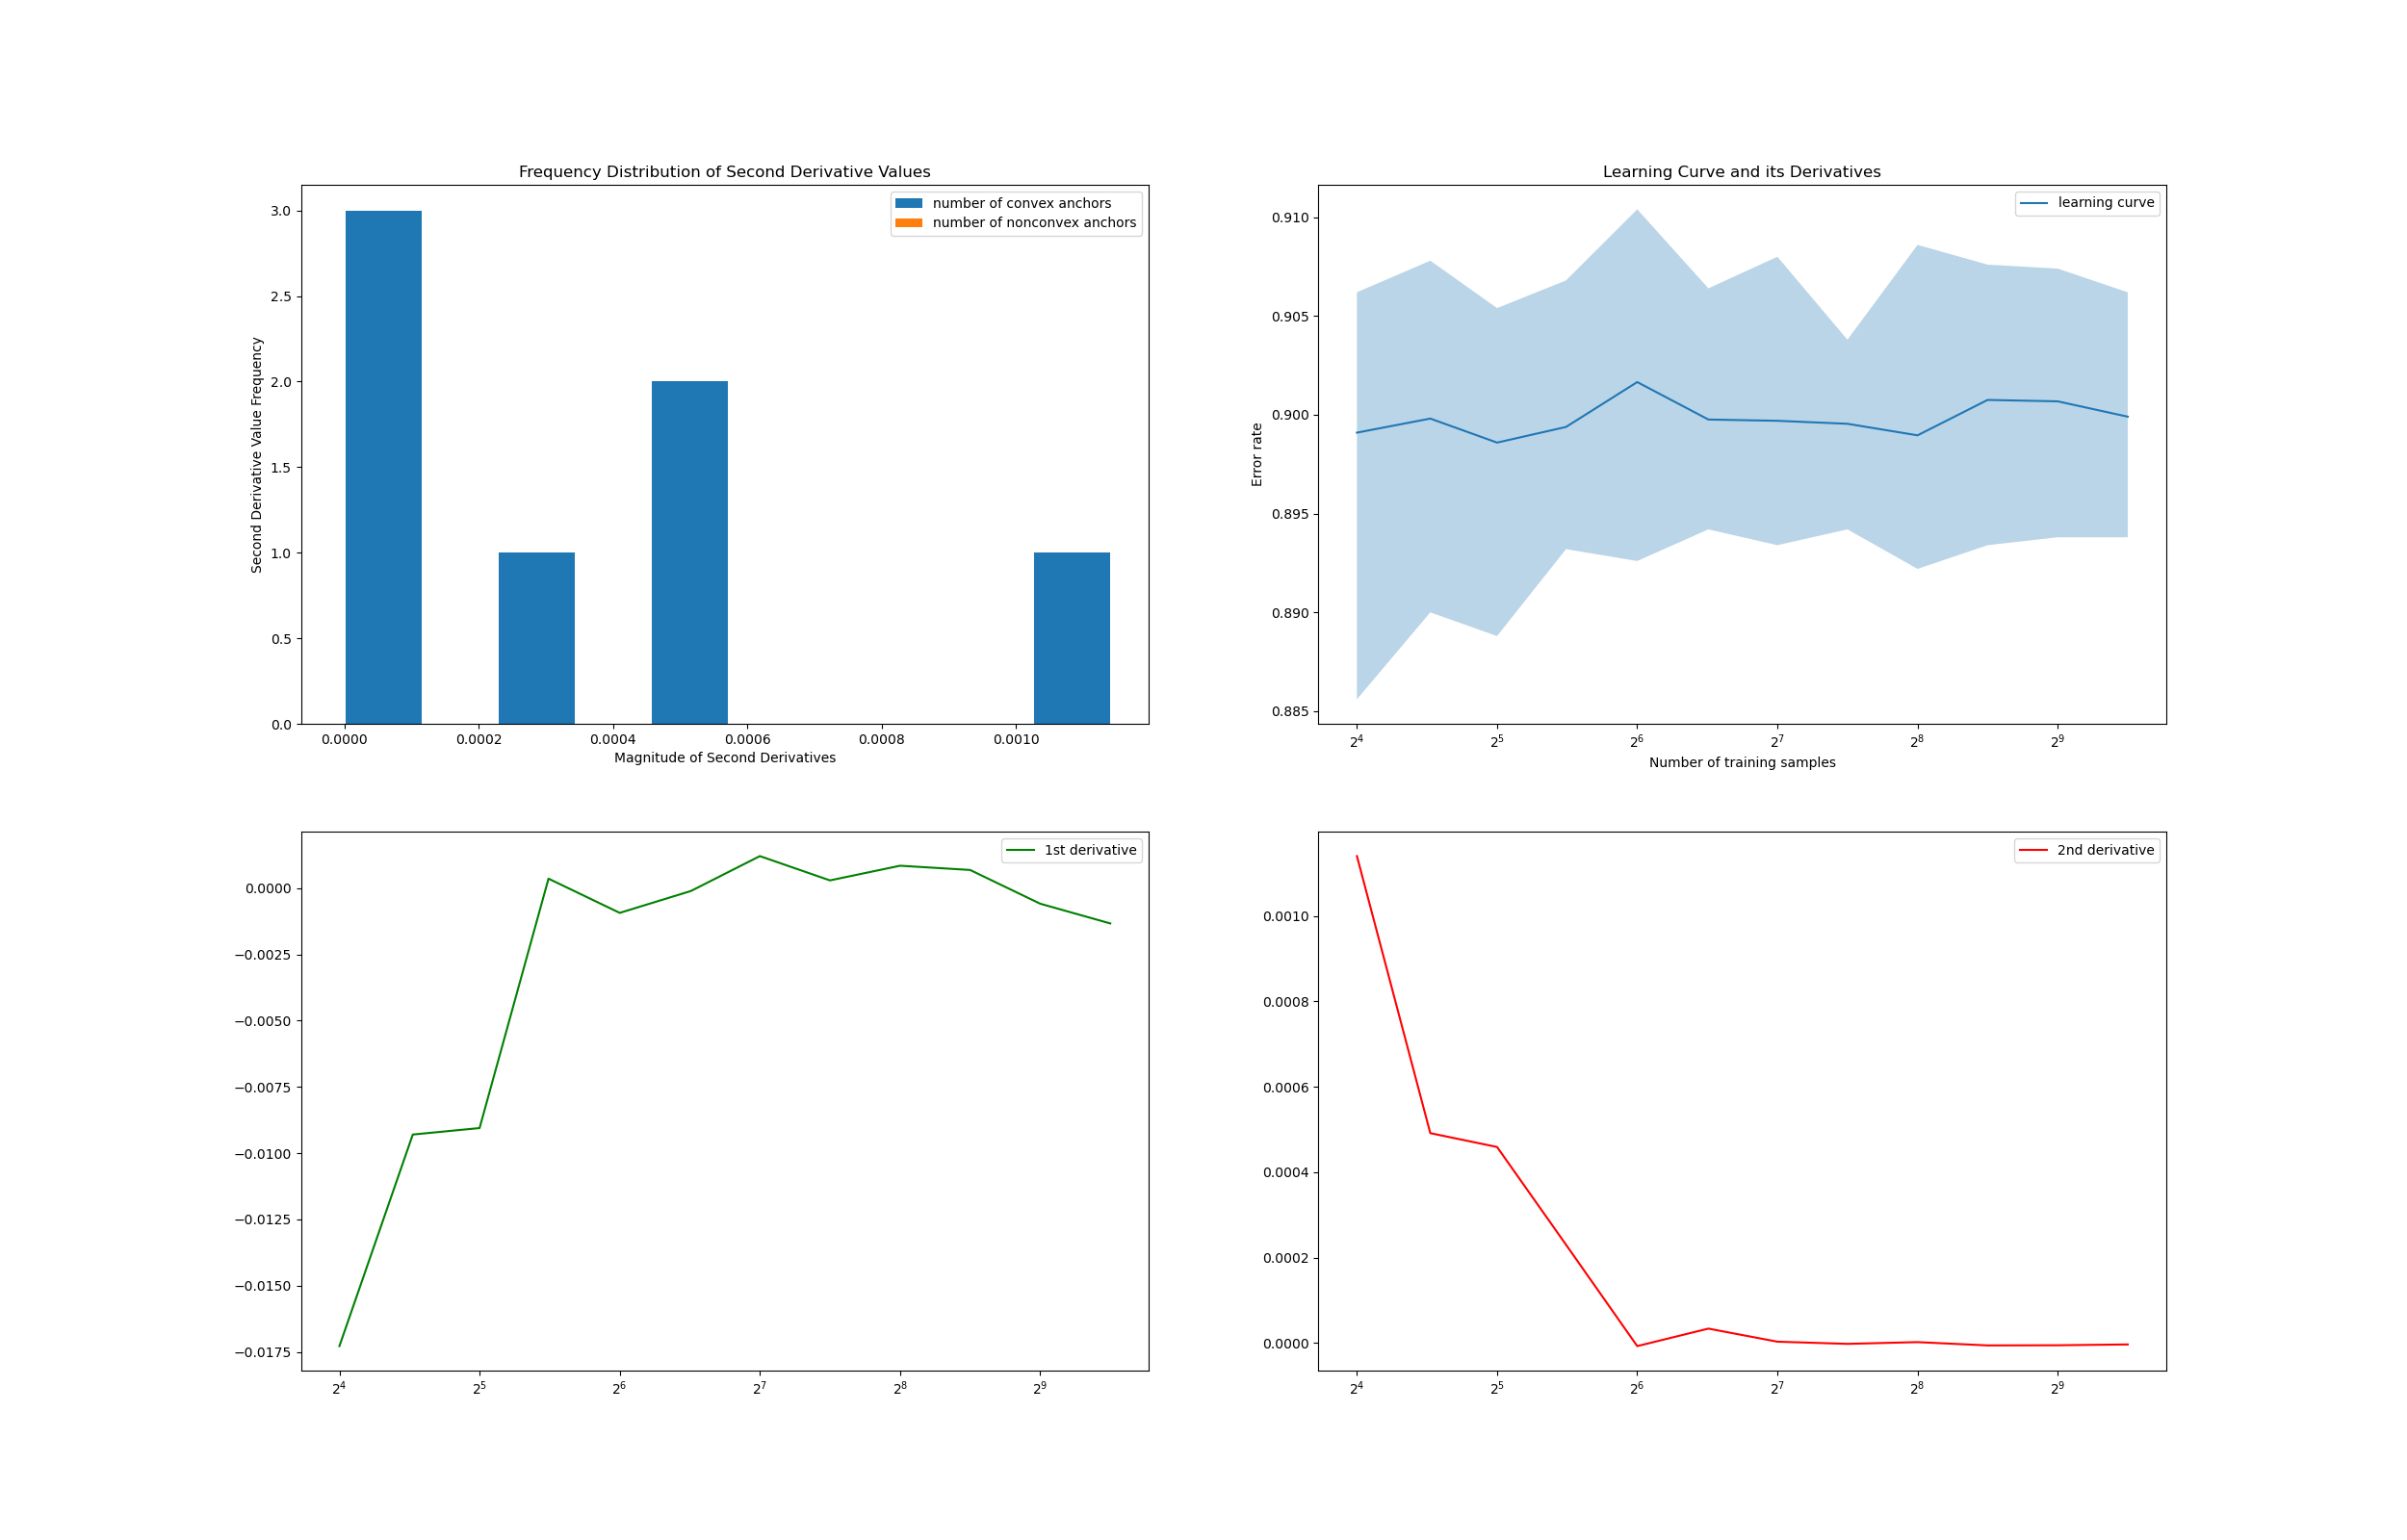 Frequency Distribution of Second Derivative Values
3.0
2.5
2.0
1.5
1.0
0.5
0.0
Second Derivative Value Frequency
number of convex anchors
number of nonconvex anchors
0.0000 0.0002 0.0004 0.0006 0.0008 0.0010
Magnitude of Second Derivatives
Learning Curve and its Derivatives
0.910
0.905
0.900
0.895
0.890
0.885
Error rate
learning curve
2⁴ 2⁵ 2⁶ 2⁷ 2⁸ 2⁹
Number of training samples
0.0000
−0.0025
−0.0050
−0.0075
−0.0100
−0.0125
−0.0150
−0.0175
1st derivative
2⁴ 2⁵ 2⁶ 2⁷ 2⁸ 2⁹
0.0010
0.0008
0.0006
0.0004
0.0002
0.0000
2nd derivative
2⁴ 2⁵ 2⁶ 2⁷ 2⁸ 2⁹